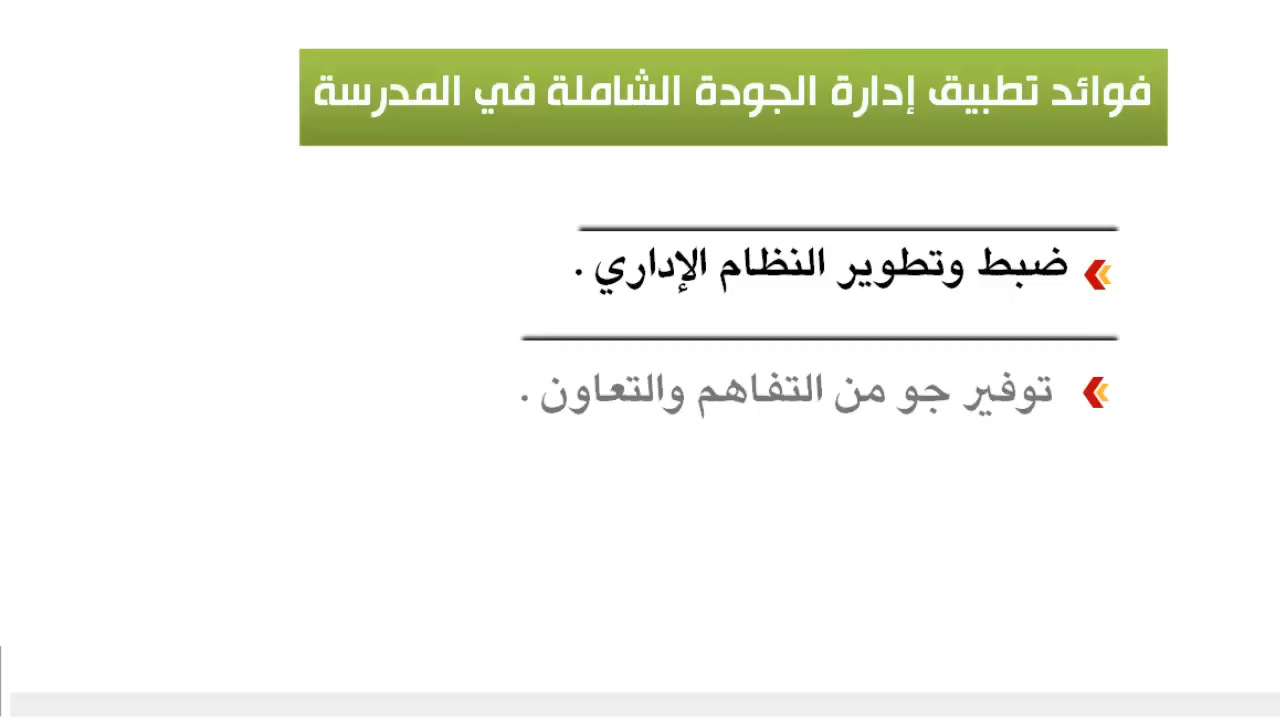 فوائد تطبيق إدارة الجودة الشاملة في المدرسة
ضبط وتطوير النظام الإداري .
توفير جو من التفاهم والتعاون .